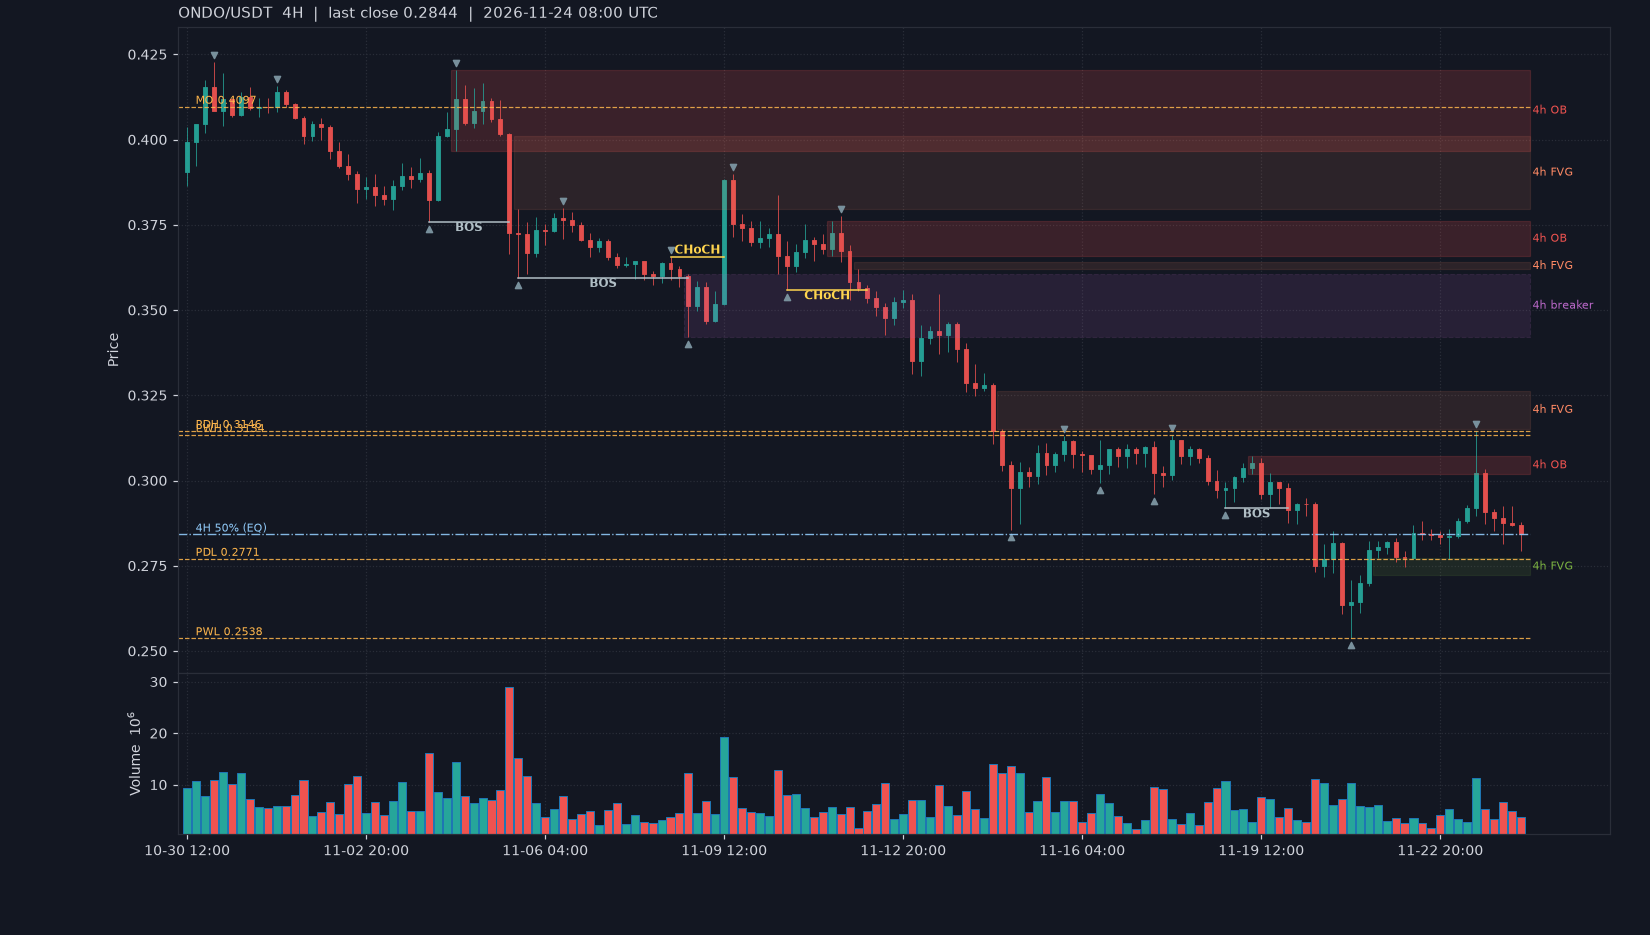 ONDO/USDT 4H | last close 0.2844 | 2026-11-24 08:00 UTC
0.425
0.400
0.375
0.350
0.325
0.300
0.275
0.250
Price
MO 0.4097
4h OB
4h FVG
BOS
4h OB
CHoCH
4h FVG
BOS
CHoCH
4h breaker
4h FVG
PDH 0.3146
PWH 0.3134
4h OB
BOS
4H 50% (EQ)
PDL 0.2771
4h FVG
PWL 0.2538
30
20
10
Volume 10⁶
10-30 12:00
11-02 20:00
11-06 04:00
11-09 12:00
11-12 20:00
11-16 04:00
11-19 12:00
11-22 20:00